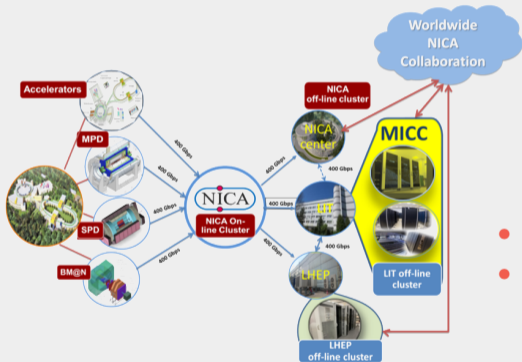 Worldwide
NICA
Collaboration
Accelerators
MPD
SPD
BM@N
400 Gbps
400 Gbps
400 Gbps
400 Gbps
NICA
NICA On-
line Cluster
400 Gbps
400 Gbps
400 Gbps
NICA
off-line cluster
NICA
center
400 Gbps
LIT
400 Gbps
LHEP
MICC
LIT off-line
cluster
LHEP
off-line cluster